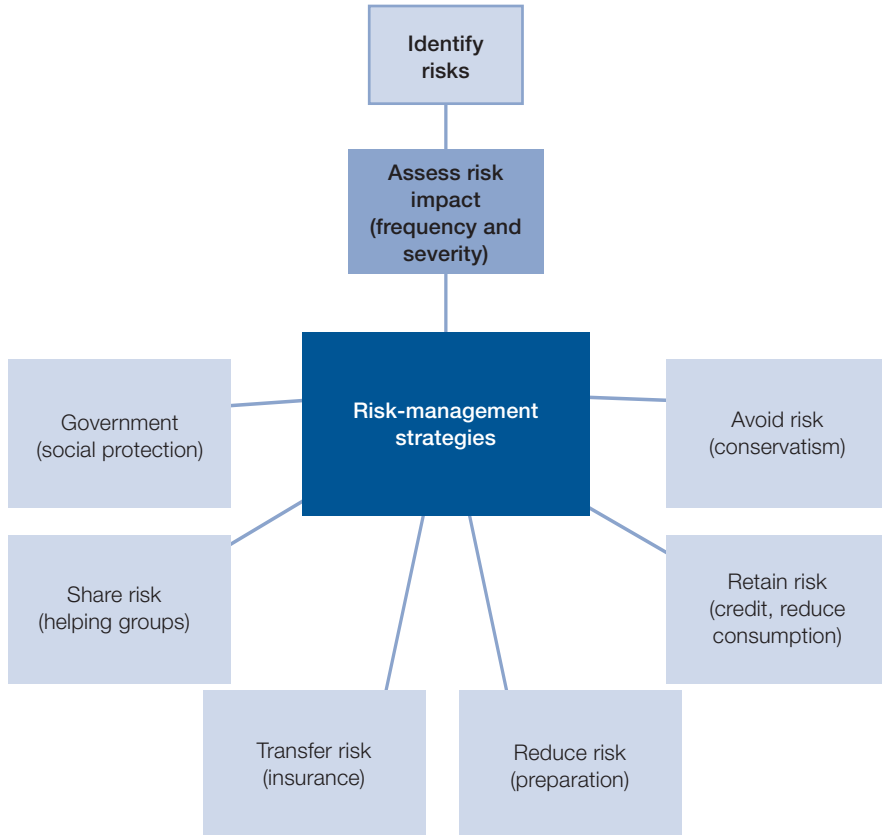 Identify
risks
Assess risk
impact
(frequency and
severity)
Risk-management
strategies
Government
(social protection)
Avoid risk
(conservatism)
Share risk
(helping groups)
Retain risk
(credit, reduce
consumption)
Transfer risk
(insurance)
Reduce risk
(preparation)